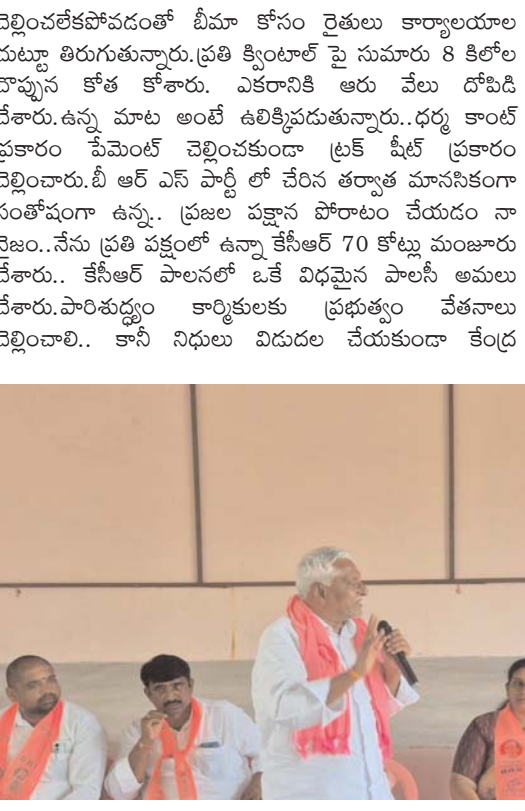 చెల్లించలేకపోవడంతో బీమా కోసం రైతులు కార్యాలయాల
చుట్టూ తిరుగుతున్నారు.ప్రతి క్వింటాల్ పై సుమారు 8 కిలోల
చొప్పున కోత కోశారు. ఎకరానికి ఆరు వేలు దోపిడి
చేశారు.ఉన్న మాట అంటే ఉలిక్కిపడుతున్నారు..ధర్మ కాంట్
ప్రకారం పేమెంట్ చెల్లించకుండా ట్రక్ షీట్ ప్రకారం
చెల్లించారు.బీ ఆర్ ఎస్ పార్టీ లో చేరిన తర్వాత మానసికంగా
సంతోషంగా ఉన్న.. ప్రజల పక్షాన పోరాటం చేయడం నా
నైజం..నేను ప్రతి పక్షంలో ఉన్నా కేసీఆర్ 70 కోట్లు మంజూరు
చేశారు.. కేసీఆర్ పాలనలో ఒకే విధమైన పాలసీ అమలు
చేశారు.పారిశుద్ధ్యం కార్మికులకు ప్రభుత్వం వేతనాలు
చెల్లించాలి.. కానీ నిధులు విడుదల చేయకుండా కేంద్ర